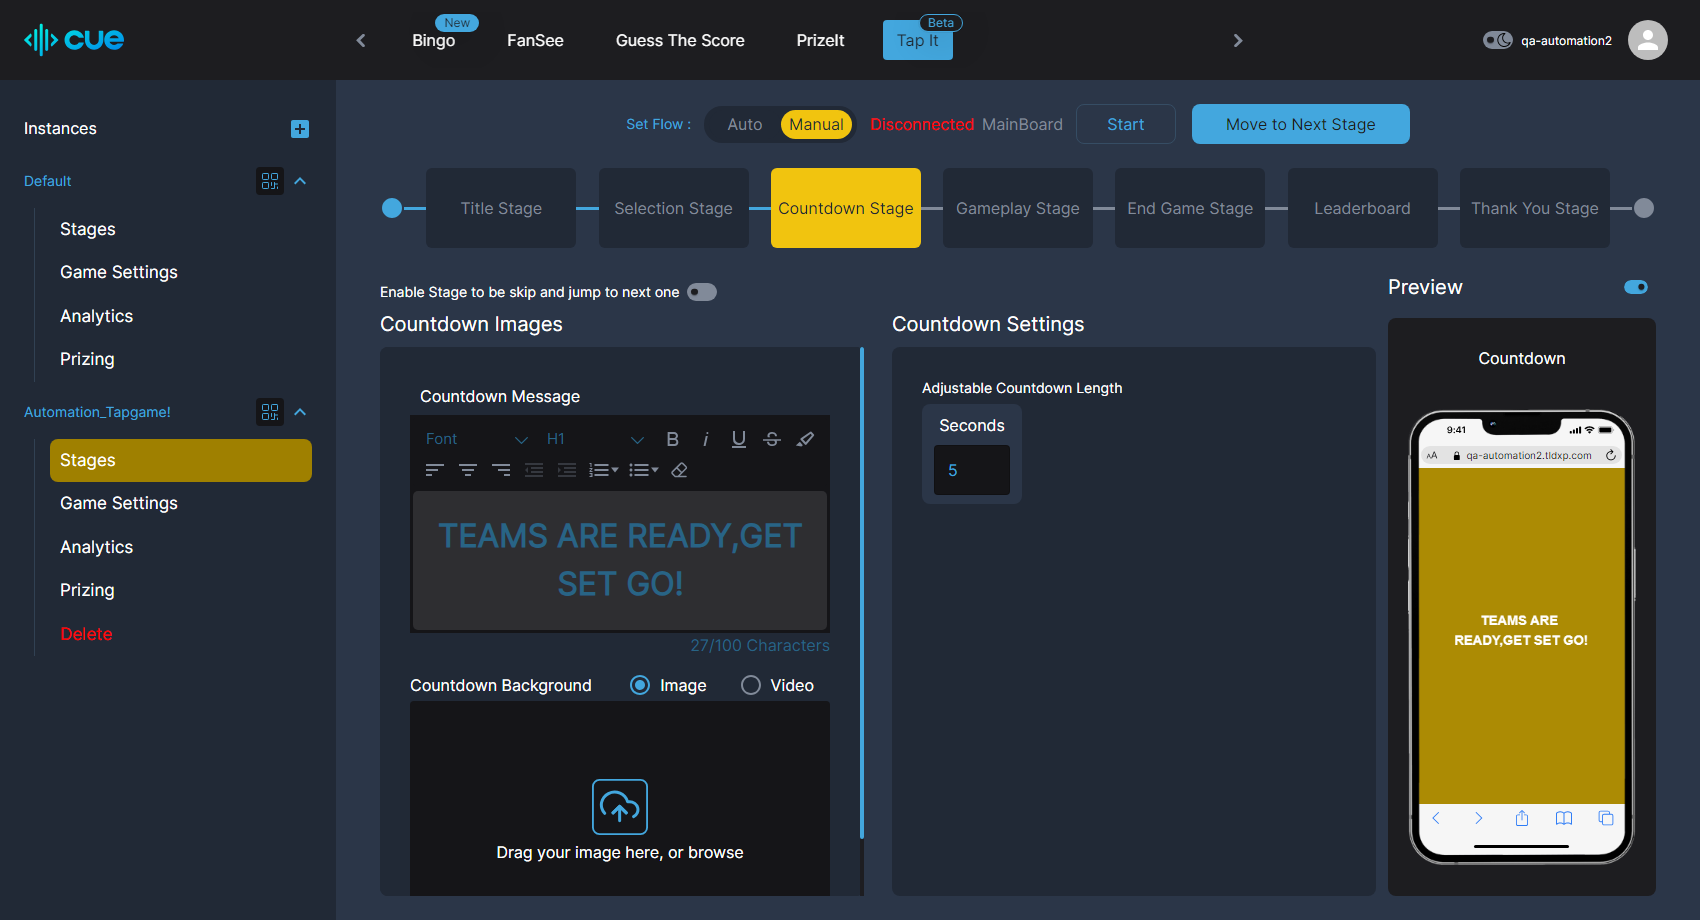 cue
New
Bingo
FanSee
Guess The Score
PrizeIt
Beta
Tap It
qa-automation2
Instances
Default
Stages
Game Settings
Analytics
Prizing
Automation_Tapgame!
Stages
Game Settings
Analytics
Prizing
Delete
Set Flow :
Auto
Manual
Disconnected MainBoard
Start
Move to Next Stage
Title Stage
Selection Stage
Countdown Stage
Gameplay Stage
End Game Stage
Leaderboard
Thank You Stage
Enable Stage to be skip and jump to next one
Countdown Images
Countdown Message
Font
H1
B
i
U
S
TEAMS ARE READY,GET
SET GO!
27/100 Characters
Countdown Background
Image
Video
Drag your image here, or browse
Countdown Settings
Adjustable Countdown Length
Seconds
5
Preview
Countdown
9:41
AA
qa-automation2.tldxp.com
TEAMS ARE
READY,GET SET GO!